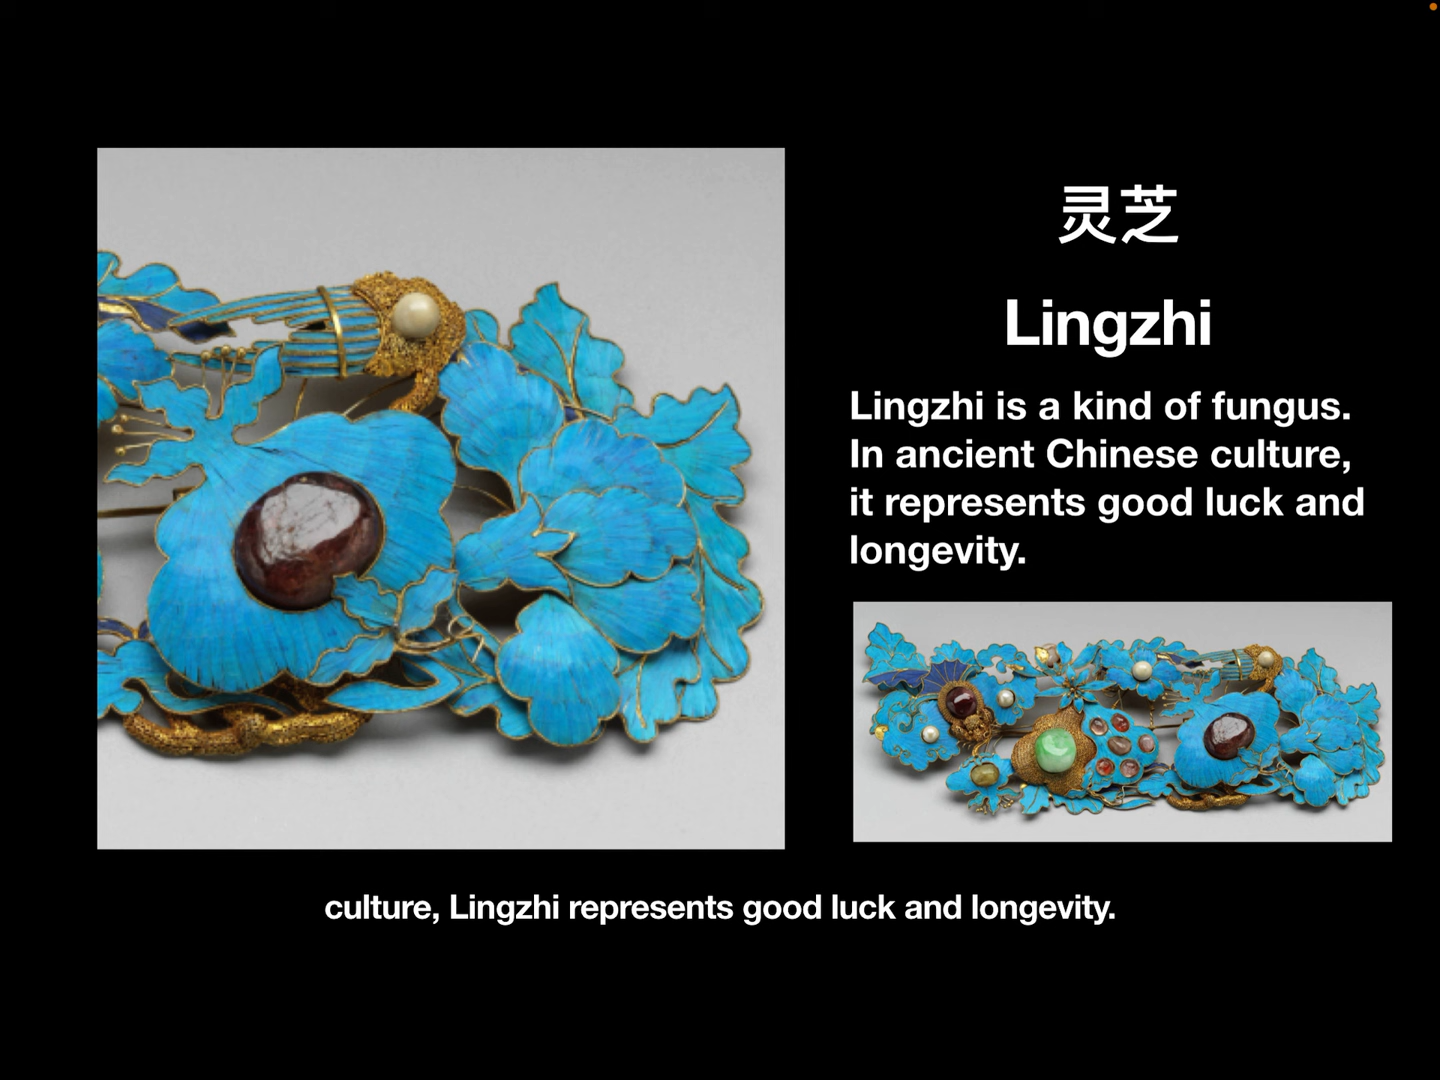 灵芝
Lingzhi
Lingzhi is a kind of fungus.
In ancient Chinese culture,
it represents good luck and
longevity.
culture, Lingzhi represents good luck and longevity.